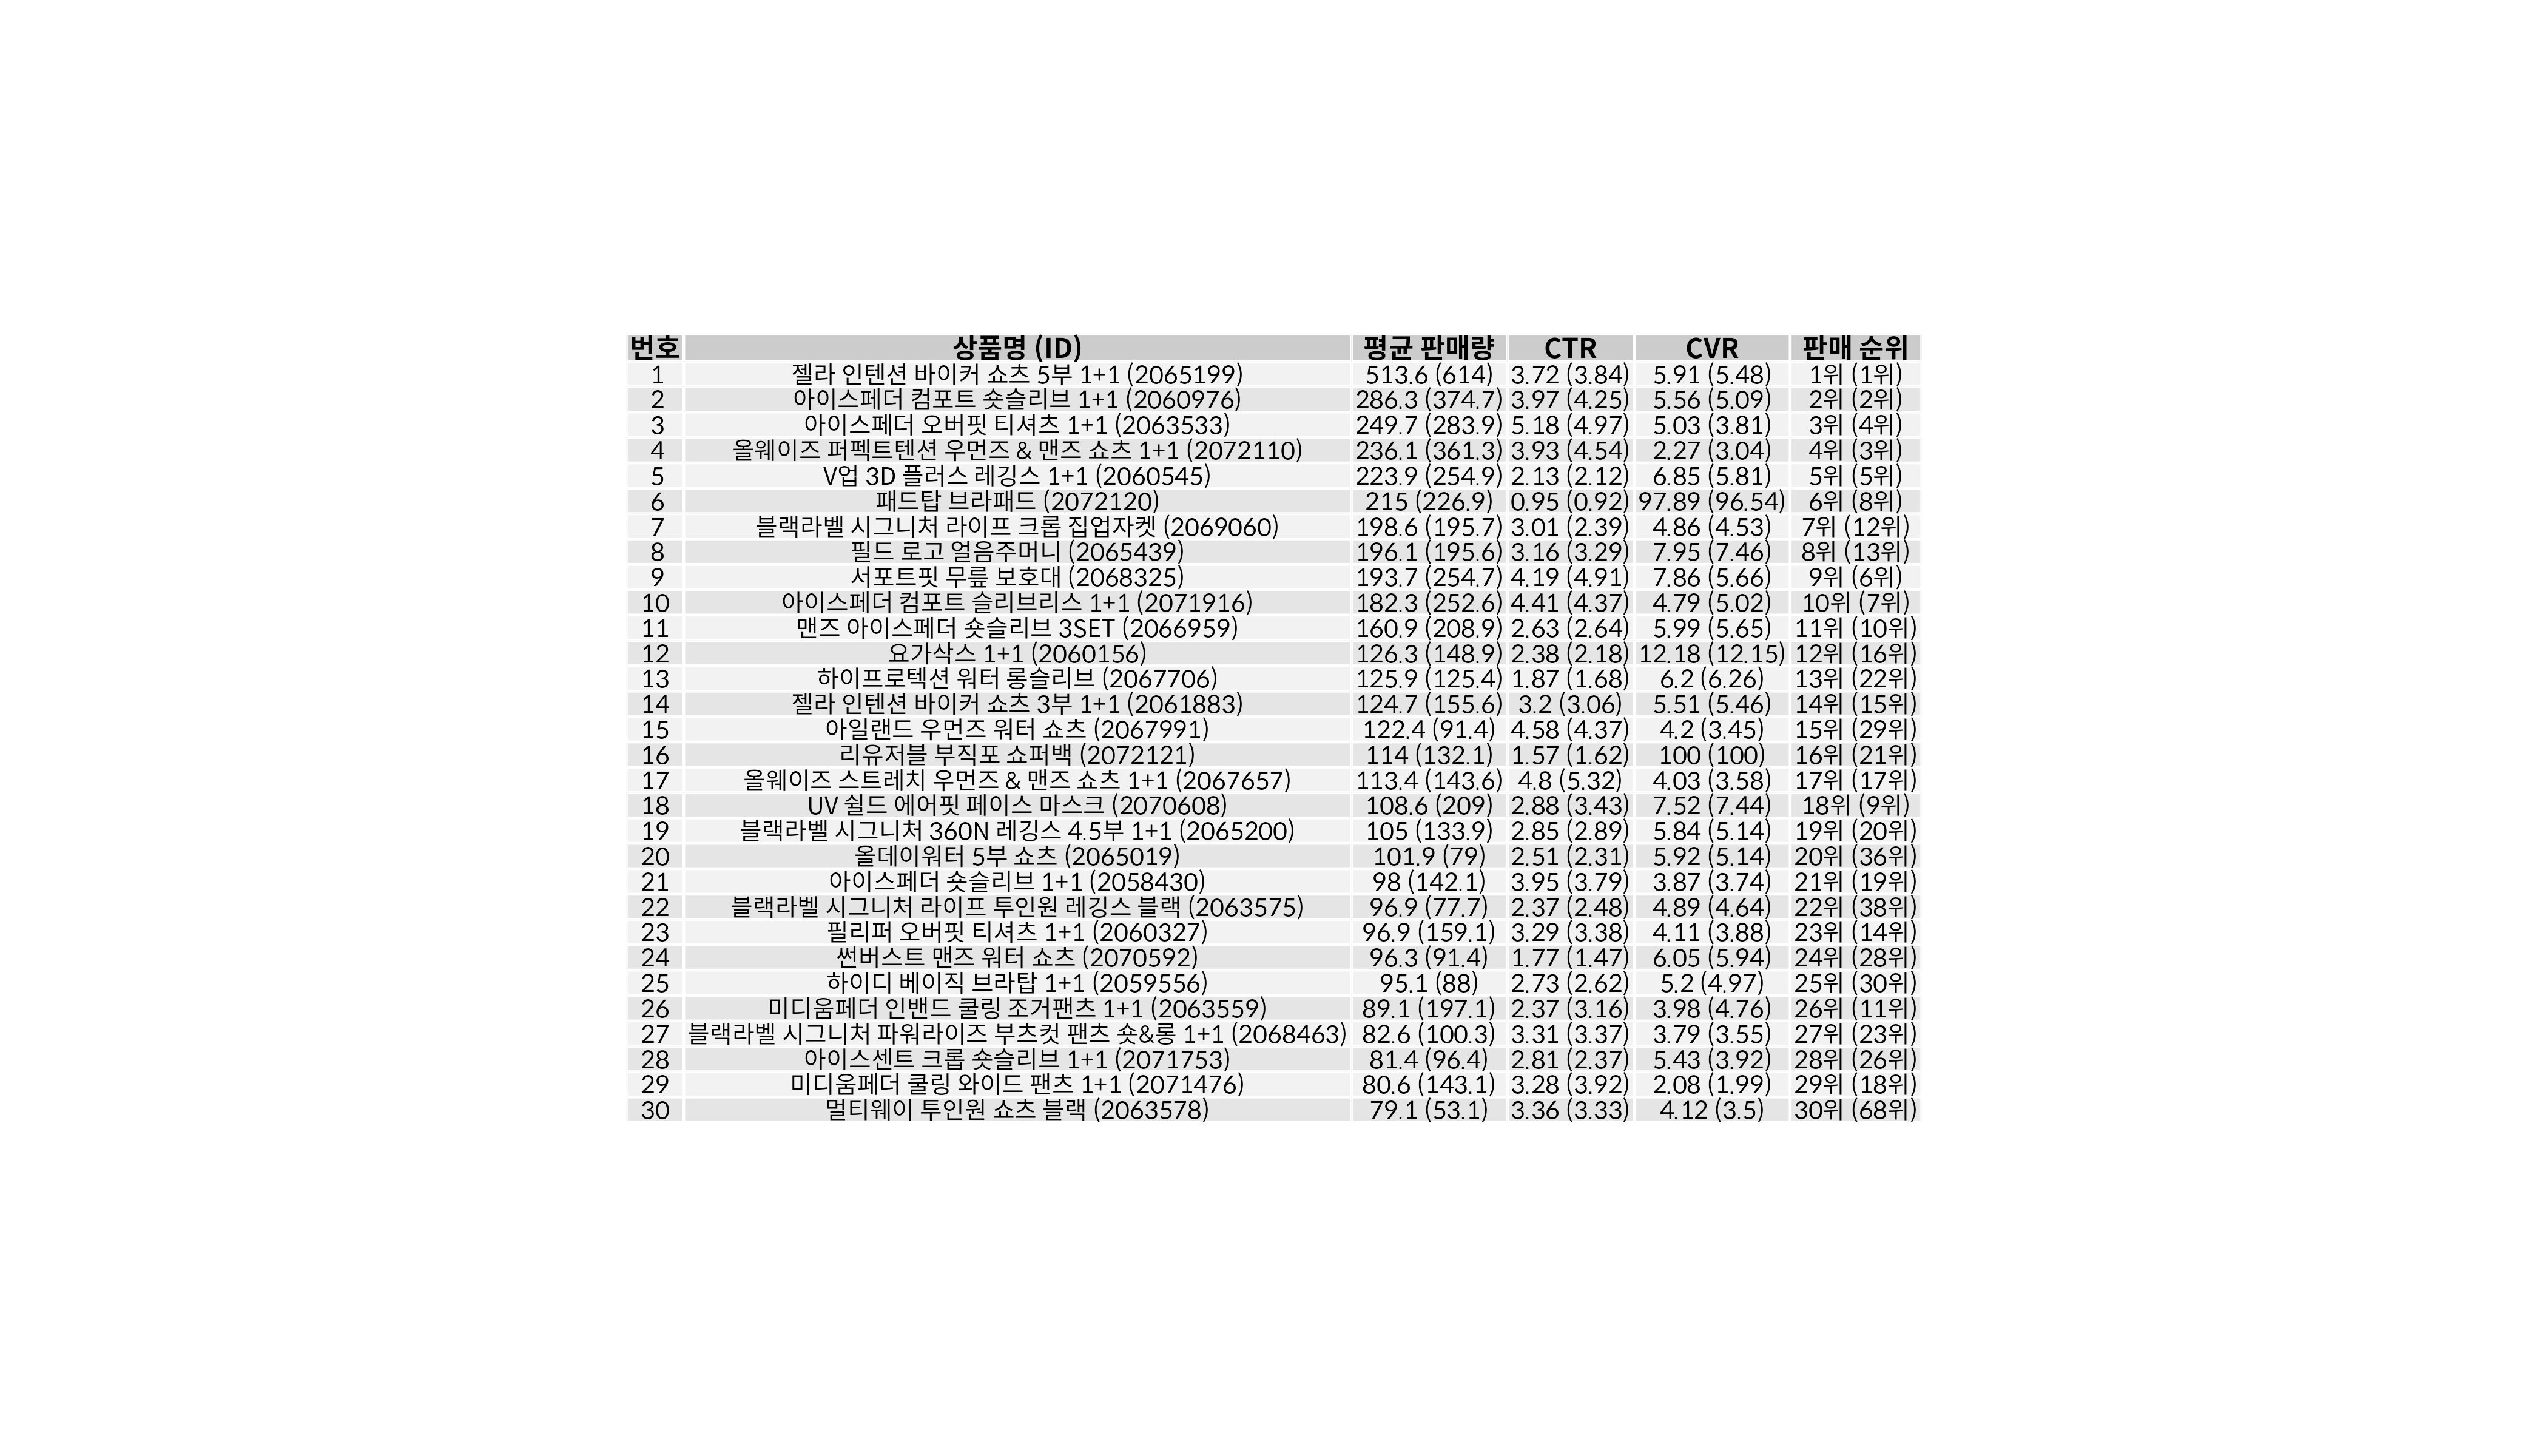 번호 상품명 (ID) 평균 판매량 CTR CVR 판매 순위
1 젤라 인텐션 바이커 쇼츠 5부 1+1 (2065199) 513.6 (614) 3.72 (3.84) 5.91 (5.48) 1위 (1위)
2 아이스페더 컴포트 숏슬리브 1+1 (2060976) 286.3 (374.7) 3.97 (4.25) 5.56 (5.09) 2위 (2위)
3 아이스페더 오버핏 티셔츠 1+1 (2063533) 249.7 (283.9) 5.18 (4.97) 5.03 (3.81) 3위 (4위)
4 올웨이즈 퍼펙트텐션 우먼즈 & 맨즈 쇼츠 1+1 (2072110) 236.1 (361.3) 3.93 (4.54) 2.27 (3.04) 4위 (3위)
5 V업 3D 플러스 레깅스 1+1 (2060545) 223.9 (254.9) 2.13 (2.12) 6.85 (5.81) 5위 (5위)
6 패드탑 브라패드 (2072120) 215 (226.9) 0.95 (0.92) 97.89 (96.54) 6위 (8위)
7 블랙라벨 시그니처 라이프 크롭 집업자켓 (2069060) 198.6 (195.7) 3.01 (2.39) 4.86 (4.53) 7위 (12위)
8 필드 로고 얼음주머니 (2065439) 196.1 (195.6) 3.16 (3.29) 7.95 (7.46) 8위 (13위)
9 서포트핏 무릎 보호대 (2068325) 193.7 (254.7) 4.19 (4.91) 7.86 (5.66) 9위 (6위)
10 아이스페더 컴포트 슬리브리스 1+1 (2071916) 182.3 (252.6) 4.41 (4.37) 4.79 (5.02) 10위 (7위)
11 맨즈 아이스페더 숏슬리브 3SET (2066959) 160.9 (208.9) 2.63 (2.64) 5.99 (5.65) 11위 (10위)
12 요가삭스 1+1 (2060156) 126.3 (148.9) 2.38 (2.18) 12.18 (12.15) 12위 (16위)
13 하이프로텍션 워터 롱슬리브 (2067706) 125.9 (125.4) 1.87 (1.68) 6.2 (6.26) 13위 (22위)
14 젤라 인텐션 바이커 쇼츠 3부 1+1 (2061883) 124.7 (155.6) 3.2 (3.06) 5.51 (5.46) 14위 (15위)
15 아일랜드 우먼즈 워터 쇼츠 (2067991) 122.4 (91.4) 4.58 (4.37) 4.2 (3.45) 15위 (29위)
16 리유저블 부직포 쇼퍼백 (2072121) 114 (132.1) 1.57 (1.62) 100 (100) 16위 (21위)
17 올웨이즈 스트레치 우먼즈 & 맨즈 쇼츠 1+1 (2067657) 113.4 (143.6) 4.8 (5.32) 4.03 (3.58) 17위 (17위)
18 UV 쉴드 에어핏 페이스 마스크 (2070608) 108.6 (209) 2.88 (3.43) 7.52 (7.44) 18위 (9위)
19 블랙라벨 시그니처 360N 레깅스 4.5부 1+1 (2065200) 105 (133.9) 2.85 (2.89) 5.84 (5.14) 19위 (20위)
20 올데이워터 5부 쇼츠 (2065019) 101.9 (79) 2.51 (2.31) 5.92 (5.14) 20위 (36위)
21 아이스페더 숏슬리브 1+1 (2058430) 98 (142.1) 3.95 (3.79) 3.87 (3.74) 21위 (19위)
22 블랙라벨 시그니처 라이프 투인원 레깅스 블랙 (2063575) 96.9 (77.7) 2.37 (2.48) 4.89 (4.64) 22위 (38위)
23 필리퍼 오버핏 티셔츠 1+1 (2060327) 96.9 (159.1) 3.29 (3.38) 4.11 (3.88) 23위 (14위)
24 썬버스트 맨즈 워터 쇼츠 (2070592) 96.3 (91.4) 1.77 (1.47) 6.05 (5.94) 24위 (28위)
25 하이디 베이직 브라탑 1+1 (2059556) 95.1 (88) 2.73 (2.62) 5.2 (4.97) 25위 (30위)
26 미디움페더 인밴드 쿨링 조거팬츠 1+1 (2063559) 89.1 (197.1) 2.37 (3.16) 3.98 (4.76) 26위 (11위)
27 블랙라벨 시그니처 파워라이즈 부츠컷 팬츠 숏&롱 1+1 (2068463) 82.6 (100.3) 3.31 (3.37) 3.79 (3.55) 27위 (23위)
28 아이스센트 크롭 숏슬리브 1+1 (2071753) 81.4 (96.4) 2.81 (2.37) 5.43 (3.92) 28위 (26위)
29 미디움페더 쿨링 와이드 팬츠 1+1 (2071476) 80.6 (143.1) 3.28 (3.92) 2.08 (1.99) 29위 (18위)
30 멀티웨이 투인원 쇼츠 블랙 (2063578) 79.1 (53.1) 3.36 (3.33) 4.12 (3.5) 30위 (68위)